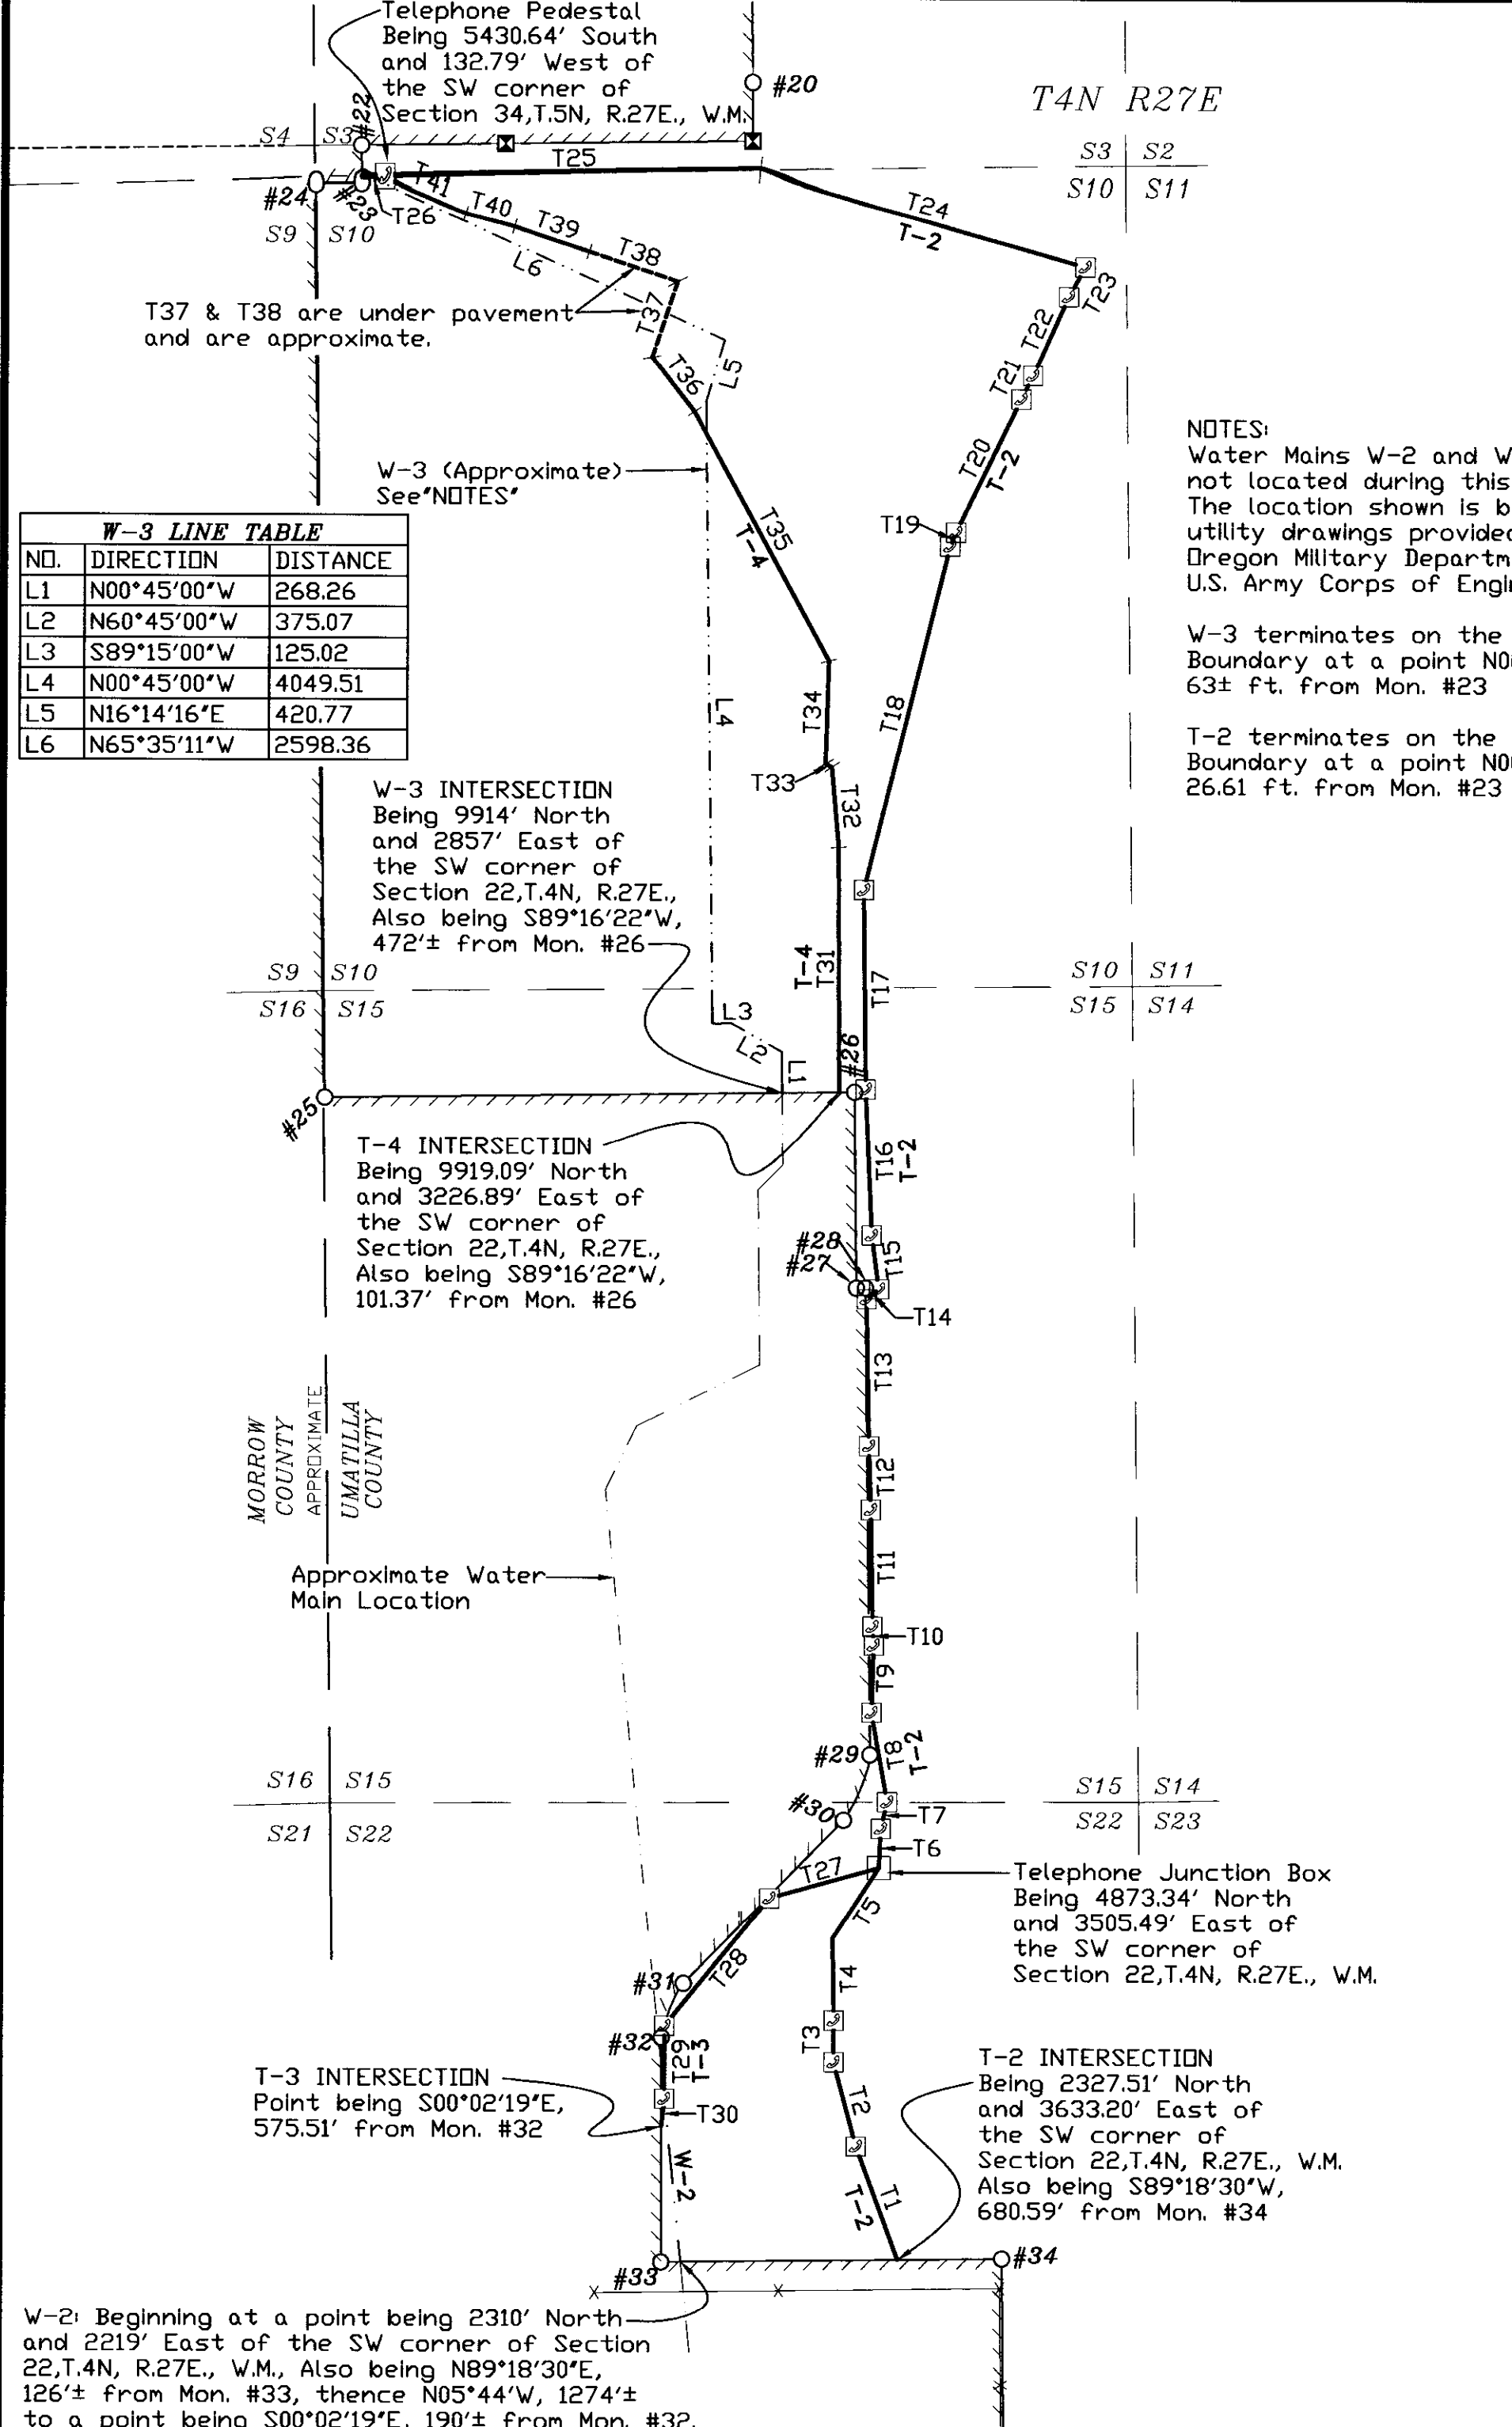 Telephone Pedestal
Being 5430.64' South
and 132.79' West of
the SW corner of
Section 34,T.5N, R.27E., W.M.
#20
T4N R27E
#22
S4 S3
S3 S2
S10 S11
T25
#24
#23
T26
T41
T40
T39
T38
L6
T24
T-2
S9 S10
T23
T22
T37 & T38 are under pavement
and are approximate.
T37
T36
L5
T21
T20
T-2
NOTES:
Water Mains W-2 and W
not located during this
The location shown is b
utility drawings provided
Oregon Military Departm
U.S. Army Corps of Engi
W-3 (Approximate)
See"NOTES"
T35
T-4
T19
W-3 terminates on the
Boundary at a point N0
63± ft. from Mon. #23
T-2 terminates on the
Boundary at a point N0
26.61 ft. from Mon. #23
W-3 LINE TABLE
NO. DIRECTION DISTANCE
L1 N00°45'00"W 268.26
L2 N60°45'00"W 375.07
L3 S89°15'00"W 125.02
L4 N00°45'00"W 4049.51
L5 N16°14'16"E 420.77
L6 N65°35'11"W 2598.36
L4
T34
T18
T33
T32
W-3 INTERSECTION
Being 9914' North
and 2857' East of
the SW corner of
Section 22,T.4N, R.27E.,
Also being S89°16'22"W,
472'± from Mon. #26
T-4
T31
T17
S9 S10
S16 S15
S10 S11
S15 S14
L3
L2
L1
#26
#25
T-4 INTERSECTION
Being 9919.09' North
and 3226.89' East of
the SW corner of
Section 22,T.4N, R.27E.,
Also being S89°16'22"W,
101.37' from Mon. #26
T16
T-2
#28
#27
T15
T14
T13
MORROW
COUNTY
APPROXIMATE
UMATILLA
COUNTY
T12
Approximate Water
Main Location
T11
T10
T9
#29
T8
T-2
S16 S15
S21 S22
S15 S14
S22 S23
#30
T7
T6
T27
T5
Telephone Junction Box
Being 4873.34' North
and 3505.49' East of
the SW corner of
Section 22,T.4N, R.27E., W.M.
#31
T28
T4
#32
T29
T-3
T3
T-3 INTERSECTION
Point being S00°02'19"E,
575.51' from Mon. #32
T30
T2
T-2 INTERSECTION
Being 2327.51' North
and 3633.20' East of
the SW corner of
Section 22,T.4N, R.27E., W.M.
Also being S89°18'30"W,
680.59' from Mon. #34
W-2
T1
T-2
#33
#34
W-2: Beginning at a point being 2310' North
and 2219' East of the SW corner of Section
22,T.4N, R.27E., W.M., Also being N89°18'30"E,
126'± from Mon. #33, thence N05°44'W, 1274'±
to a point being S00°02'19"E, 190'± from Mon. #32.